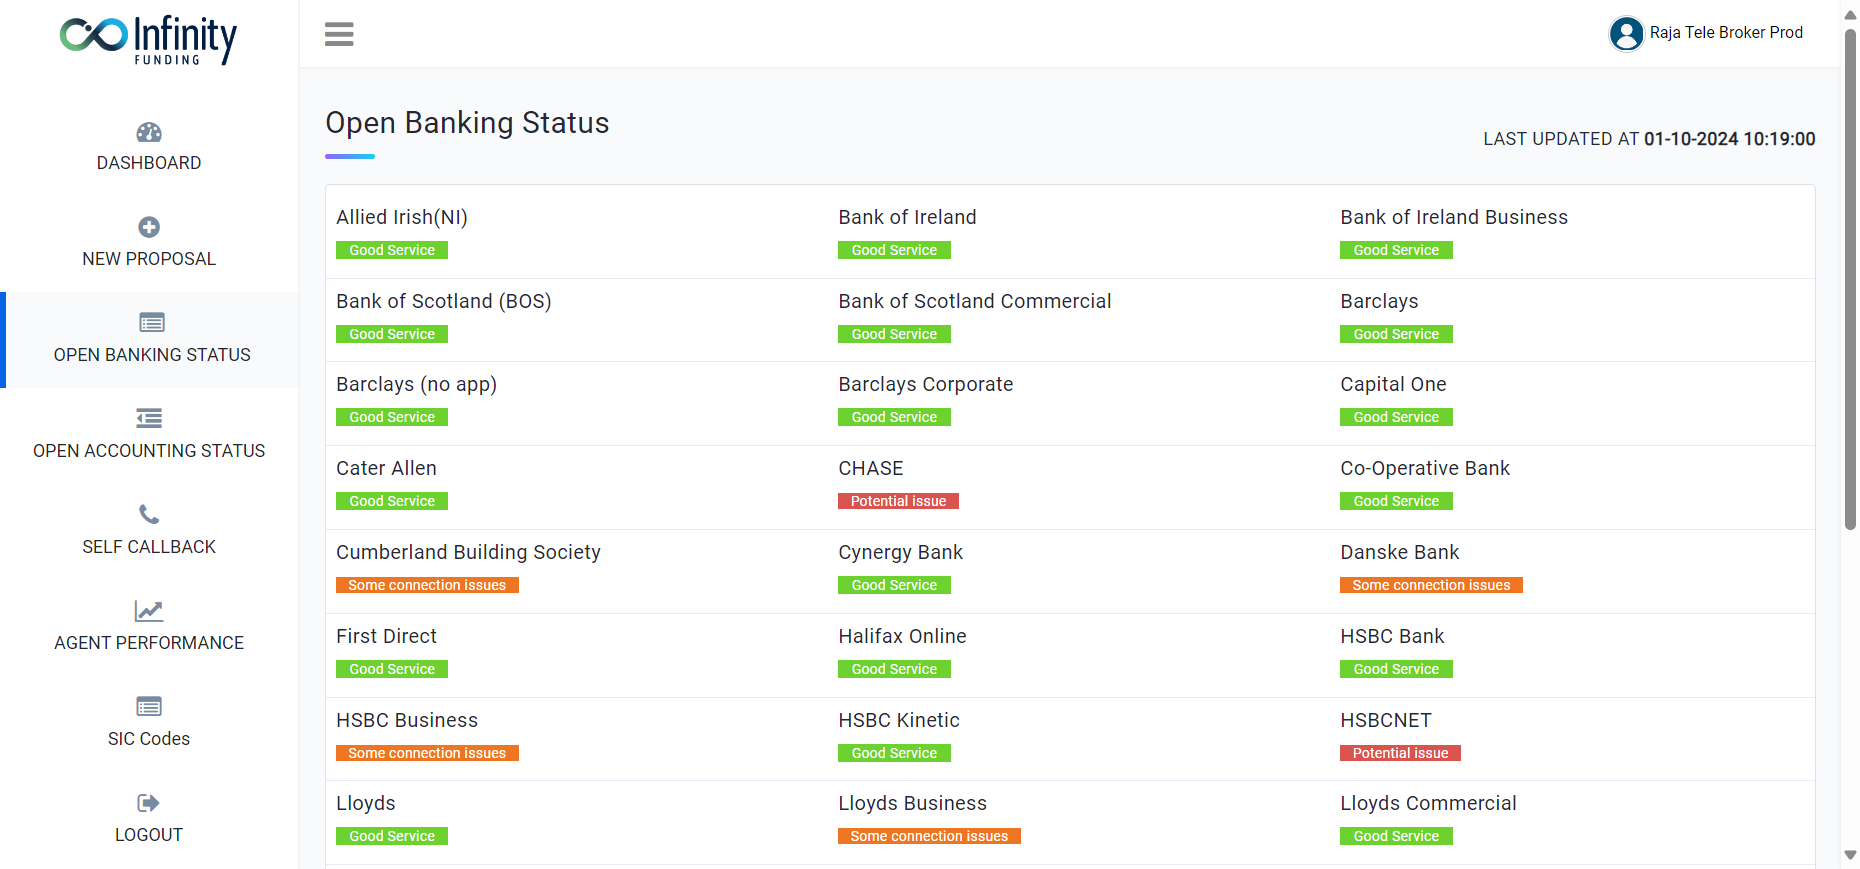 Infinity
FUNDING
Raja Tele Broker Prod
DASHBOARD
NEW PROPOSAL
OPEN BANKING STATUS
OPEN ACCOUNTING STATUS
SELF CALLBACK
AGENT PERFORMANCE
SIC Codes
LOGOUT
Open Banking Status
LAST UPDATED AT 01-10-2024 10:19:00
Allied Irish(NI) Bank of Ireland Bank of Ireland Business
Good Service Good Service Good Service
Bank of Scotland (BOS) Bank of Scotland Commercial Barclays
Good Service Good Service Good Service
Barclays (no app) Barclays Corporate Capital One
Good Service Good Service Good Service
Cater Allen CHASE Co-Operative Bank
Good Service Potential issue Good Service
Cumberland Building Society Cynergy Bank Danske Bank
Some connection issues Good Service Some connection issues
First Direct Halifax Online HSBC Bank
Good Service Good Service Good Service
HSBC Business HSBC Kinetic HSBCNET
Some connection issues Good Service Potential issue
Lloyds Lloyds Business Lloyds Commercial
Good Service Some connection issues Good Service